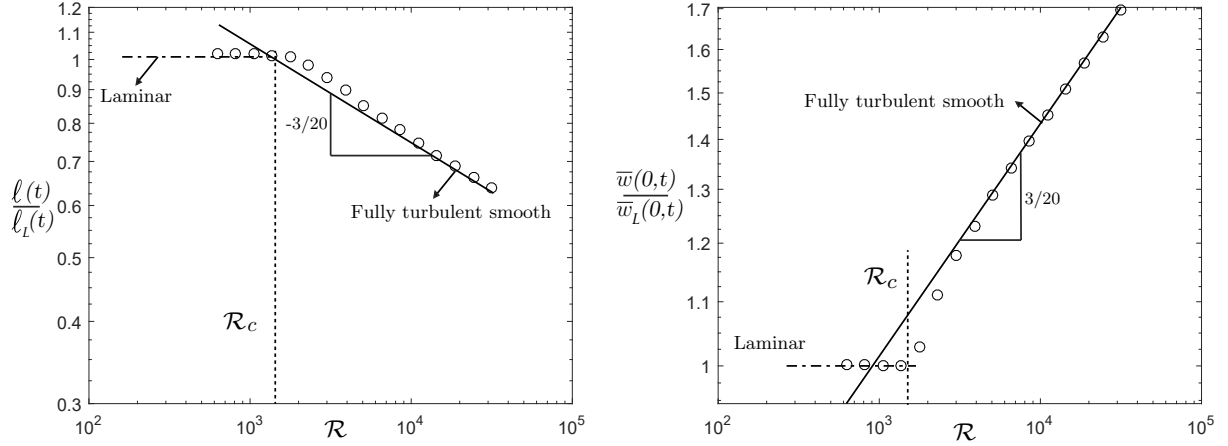 1.2
1.1
1
0.9
0.8
0.7
0.6
0.5
0.4
0.3
ℓ(t)
ℓ_L(t)
Laminar
-3/20
Fully turbulent smooth
ℛ_c
10^2
10^3
10^4
10^5
ℛ
1.7
1.6
1.5
1.4
1.3
1.2
1.1
1
w̅(0,t)
w̅_L(0,t)
Fully turbulent smooth
3/20
ℛ_c
Laminar
10^2
10^3
10^4
10^5
ℛ